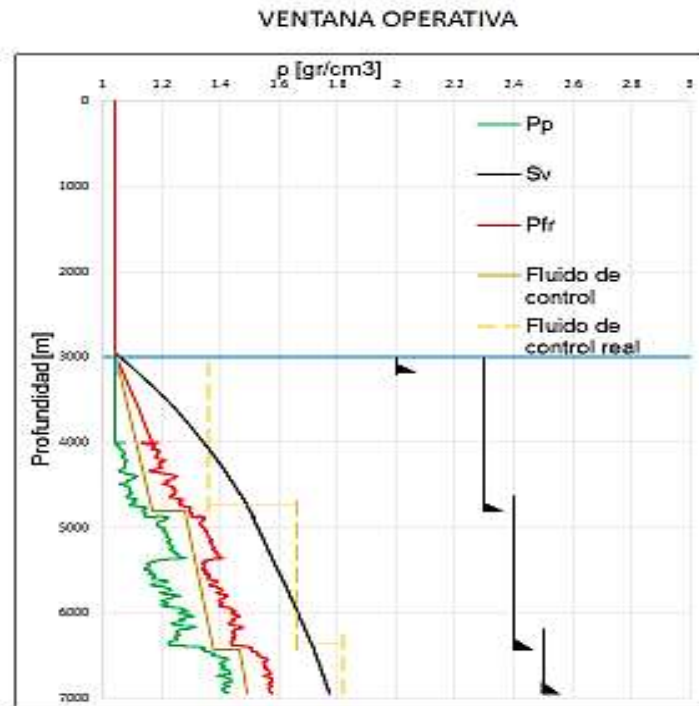 VENTANA OPERATIVA
ρ [gr/cm3]
1 1.2 1.4 1.6 1.8 2 2.2 2.4 2.6 2.8 3
0
1000
2000
3000
4000
5000
6000
7000
Profundidad [m]
Pp
Sv
Pfr
Fluido de
control
Fluido de
control real